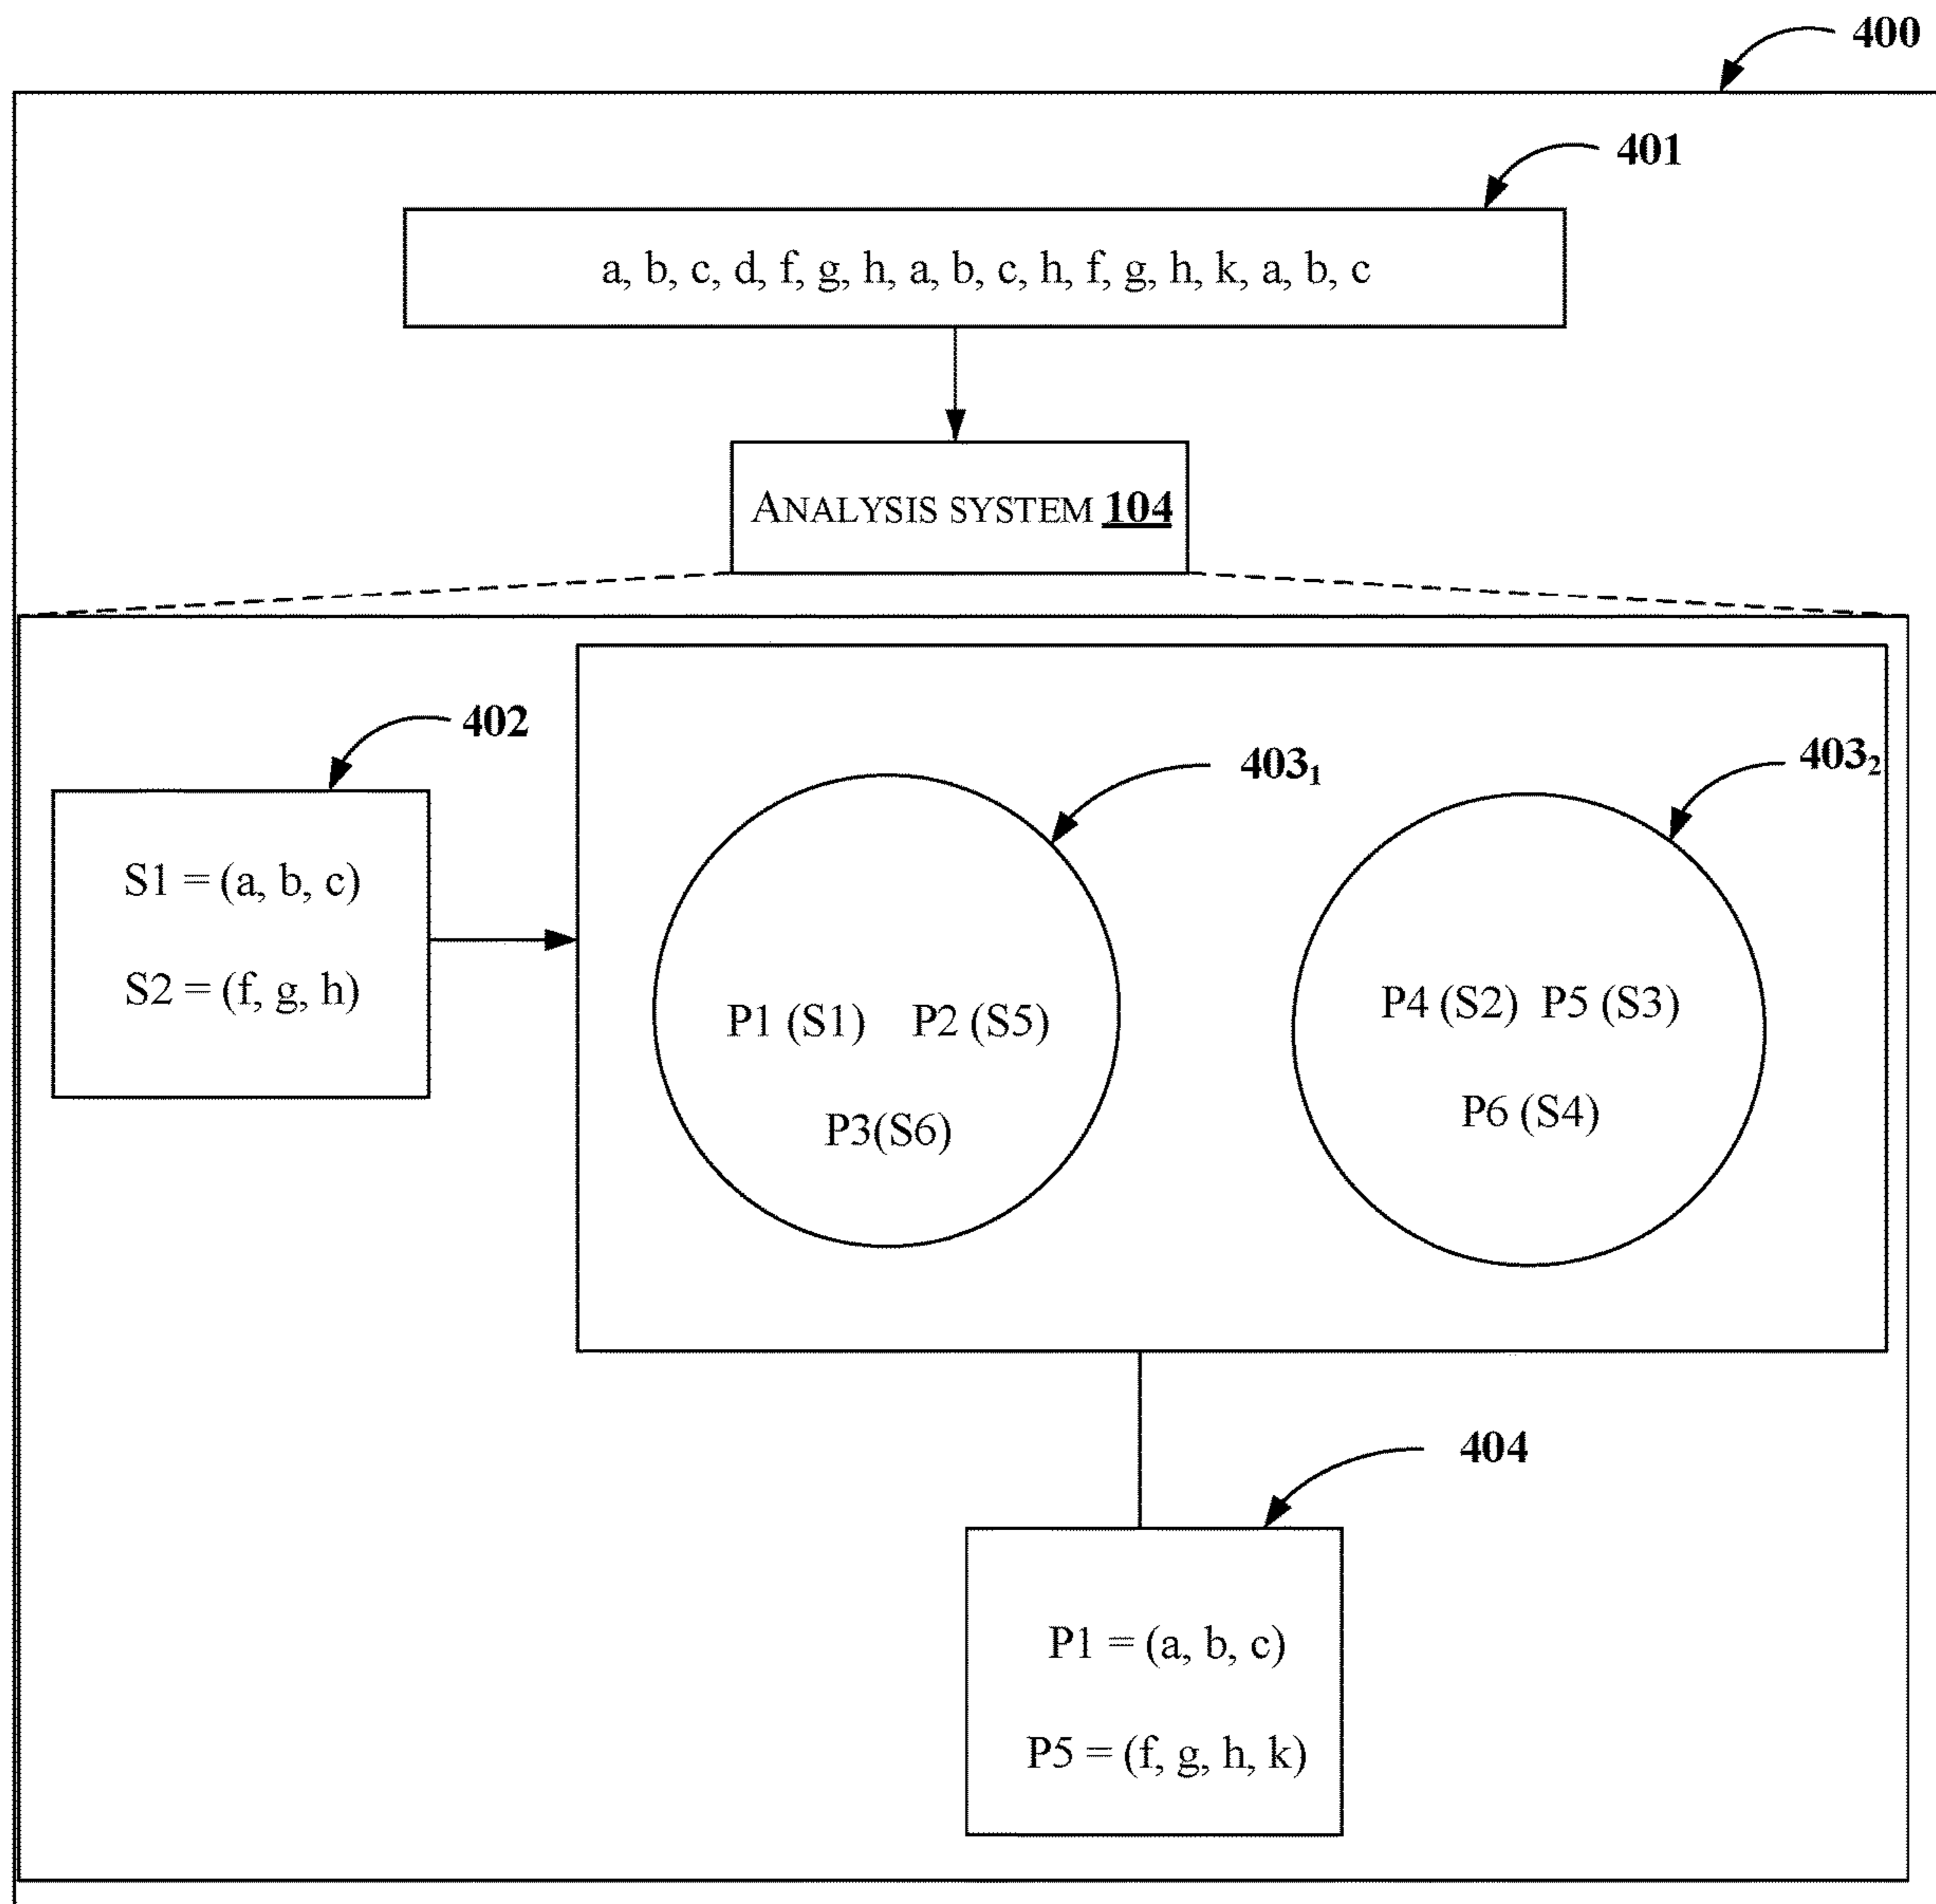 400
401
a, b, c, d, f, g, h, a, b, c, h, f, g, h, k, a, b, c
ANALYSIS SYSTEM 104
402
403₁
403₂
S1 = (a, b, c)
S2 = (f, g, h)
P1 (S1) P2 (S5)
P3(S6)
P4 (S2) P5 (S3)
P6 (S4)
404
P1 = (a, b, c)
P5 = (f, g, h, k)